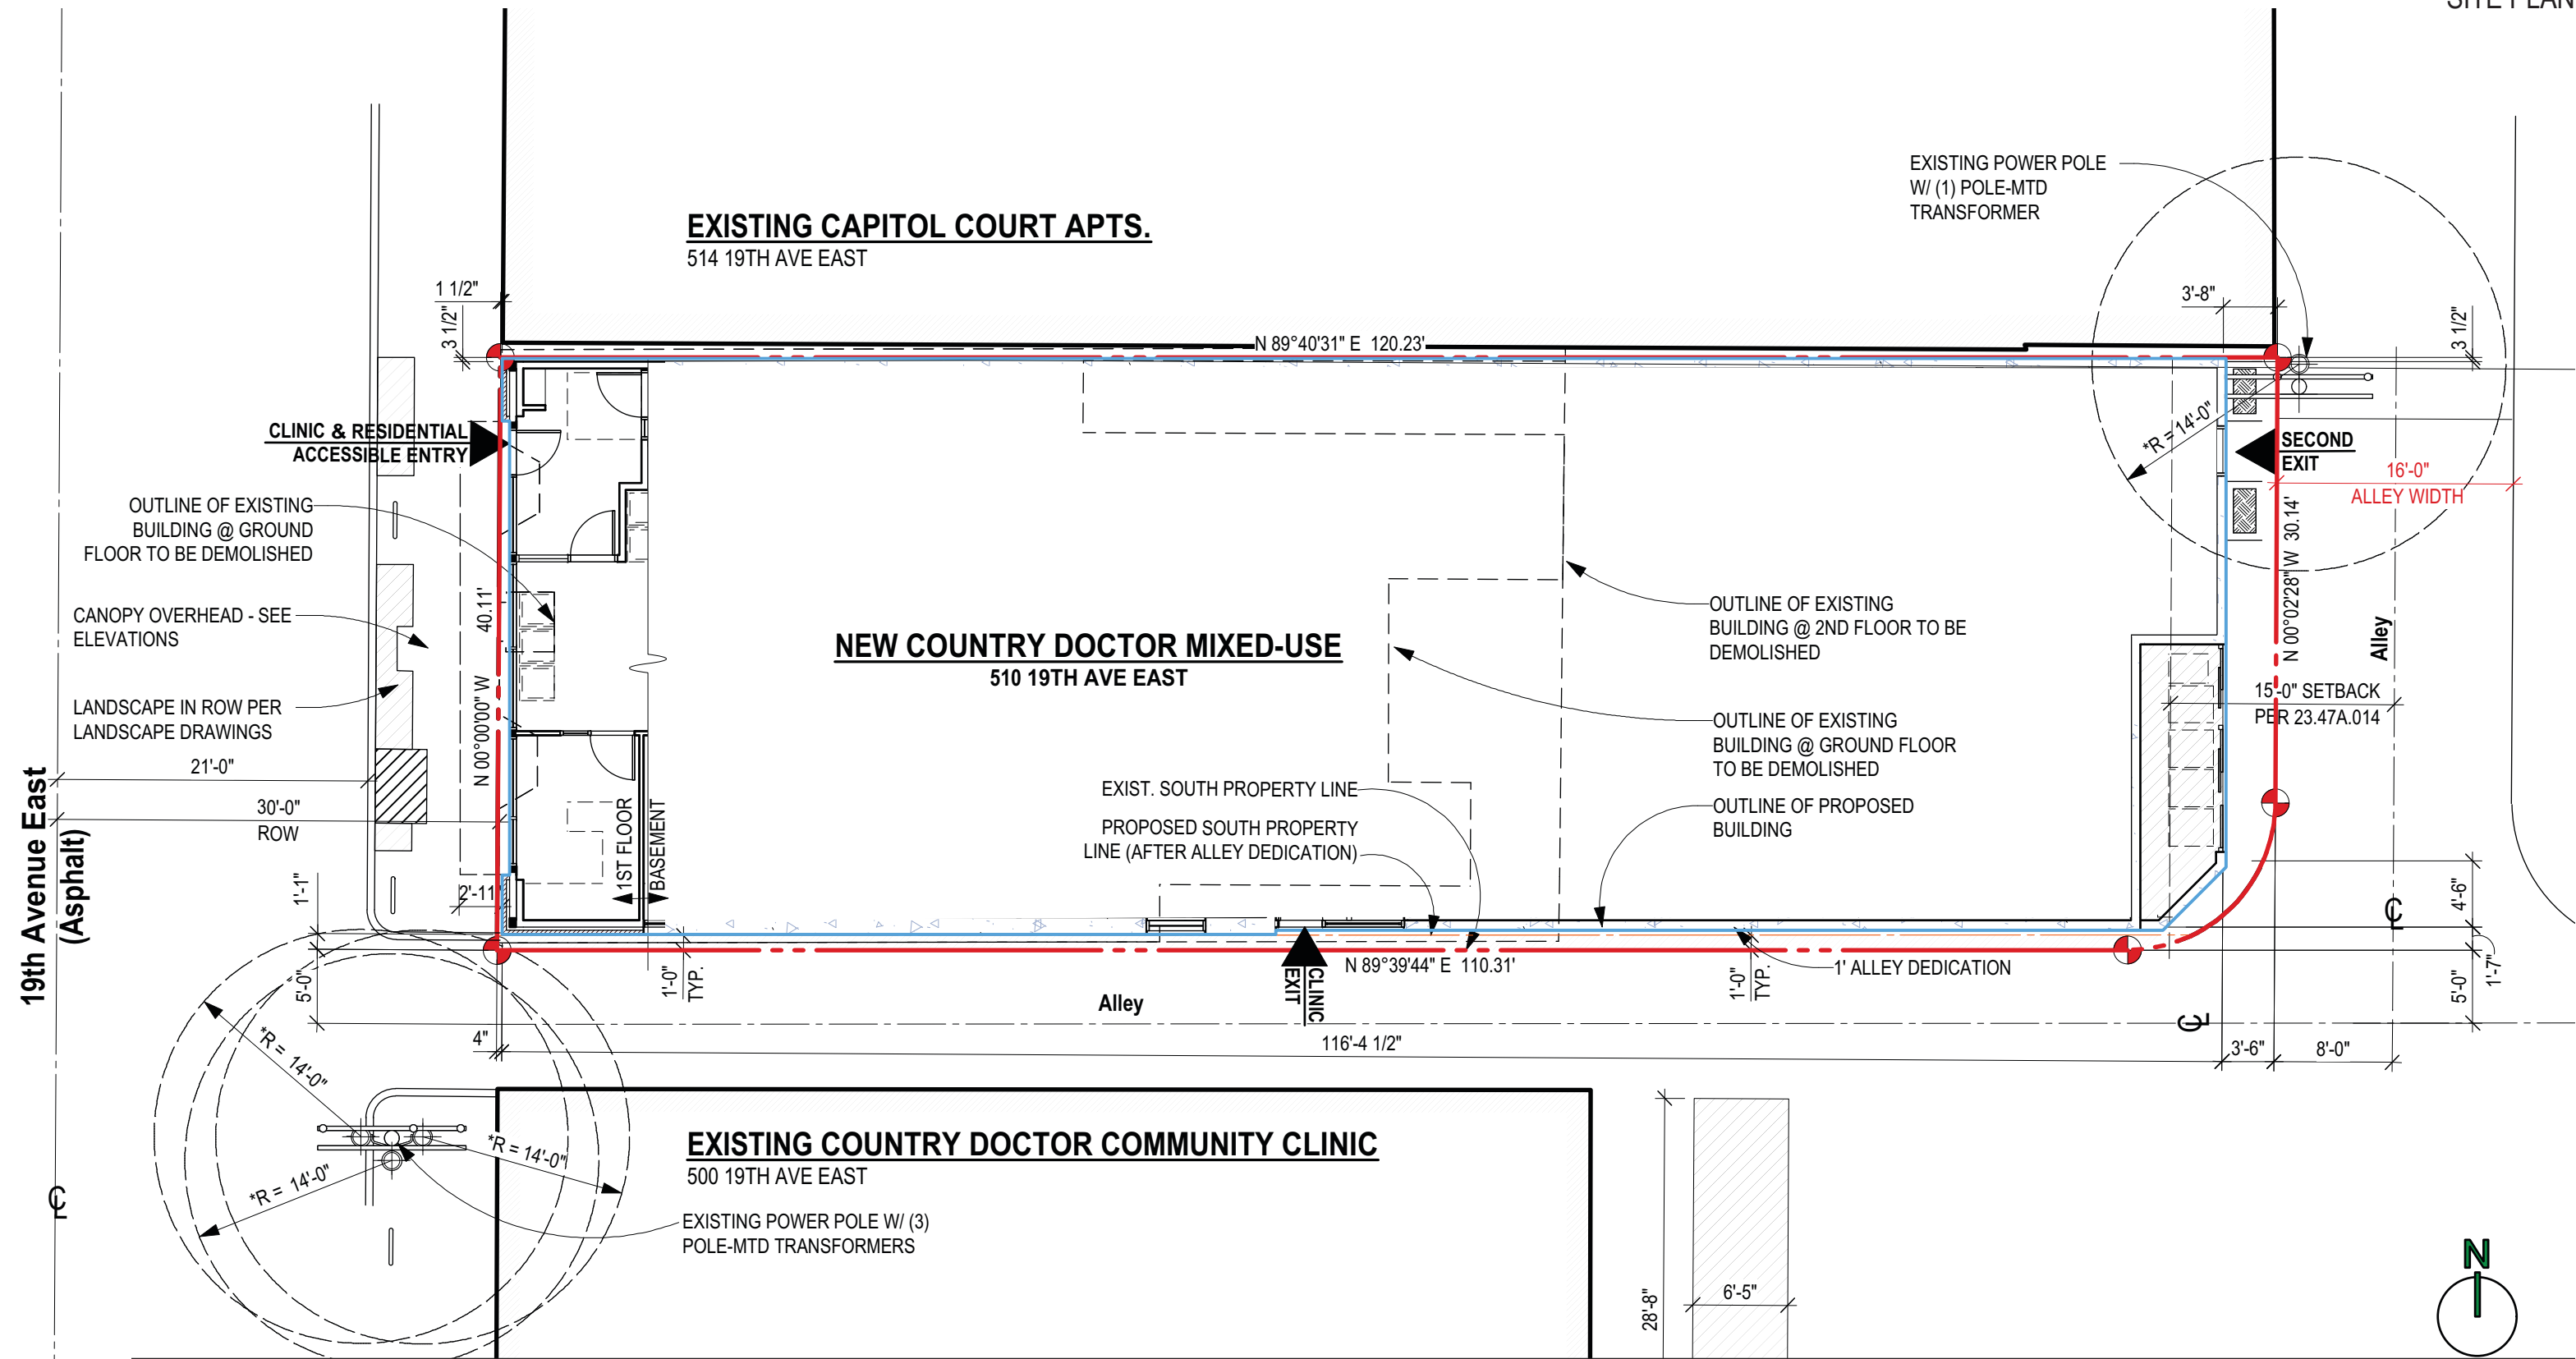 SITE PLAN
EXISTING POWER POLE
W/ (1) POLE-MTD
TRANSFORMER
EXISTING CAPITOL COURT APTS.
514 19TH AVE EAST
1 1/2"
3 1/2"
N 89°40'31" E 120.23'
3'-8"
3 1/2"
CLINIC & RESIDENTIAL
ACCESSIBLE ENTRY
*R = 14'-0"
SECOND
EXIT
16'-0"
ALLEY WIDTH
OUTLINE OF EXISTING
BUILDING @ GROUND
FLOOR TO BE DEMOLISHED
N 00°02'28" W 30.14'
CANOPY OVERHEAD - SEE
ELEVATIONS
N 00°00'00" W 40.11'
NEW COUNTRY DOCTOR MIXED-USE
510 19TH AVE EAST
OUTLINE OF EXISTING
BUILDING @ 2ND FLOOR TO BE
DEMOLISHED
Alley
15'-0" SETBACK
PER 23.47A.014
LANDSCAPE IN ROW PER
LANDSCAPE DRAWINGS
OUTLINE OF EXISTING
BUILDING @ GROUND FLOOR
TO BE DEMOLISHED
21'-0"
30'-0"
ROW
19th Avenue East
(Asphalt)
EXIST. SOUTH PROPERTY LINE
PROPOSED SOUTH PROPERTY
LINE (AFTER ALLEY DEDICATION)
OUTLINE OF PROPOSED
BUILDING
1ST FLOOR
BASEMENT
1'-1"
2'-11"
4'-6"
CL
5'-0"
1'-0"
TYP.
N 89°39'44" E 110.31'
1'-0"
TYP.
1' ALLEY DEDICATION
5'-0"
1'-7"
CLINIC
EXIT
Alley
CL
4"
116'-4 1/2"
3'-6"
8'-0"
*R = 14'-0"
*R = 14'-0"
*R = 14'-0"
EXISTING COUNTRY DOCTOR COMMUNITY CLINIC
500 19TH AVE EAST
CL
EXISTING POWER POLE W/ (3)
POLE-MTD TRANSFORMERS
28'-8"
6'-5"
N